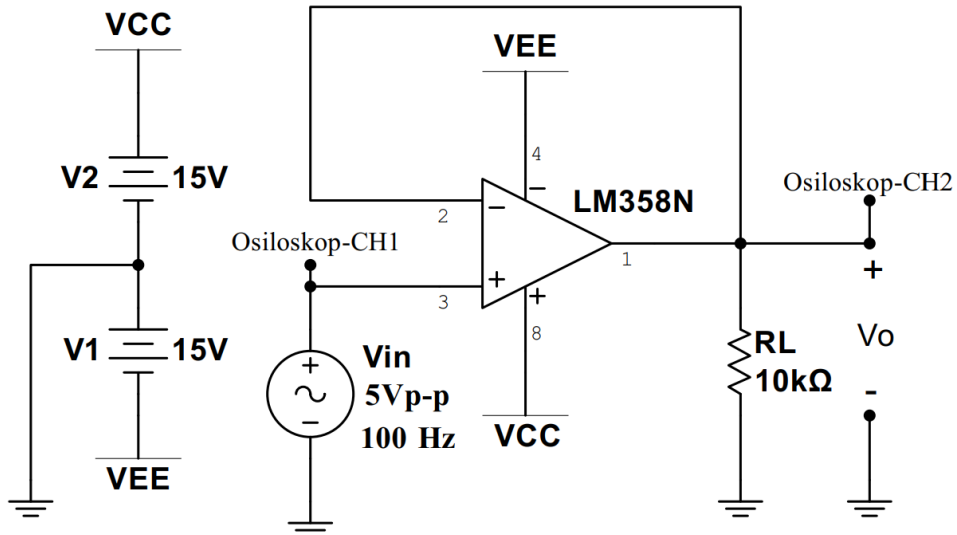 VCC
V2
15V
V1
15V
VEE
VEE
4
−
2
−
LM358N
Osiloskop-CH1
3
+
+
1
8
VCC
Vin
+
−
5Vp-p
100 Hz
Osiloskop-CH2
+
Vo
-
RL
10kΩ